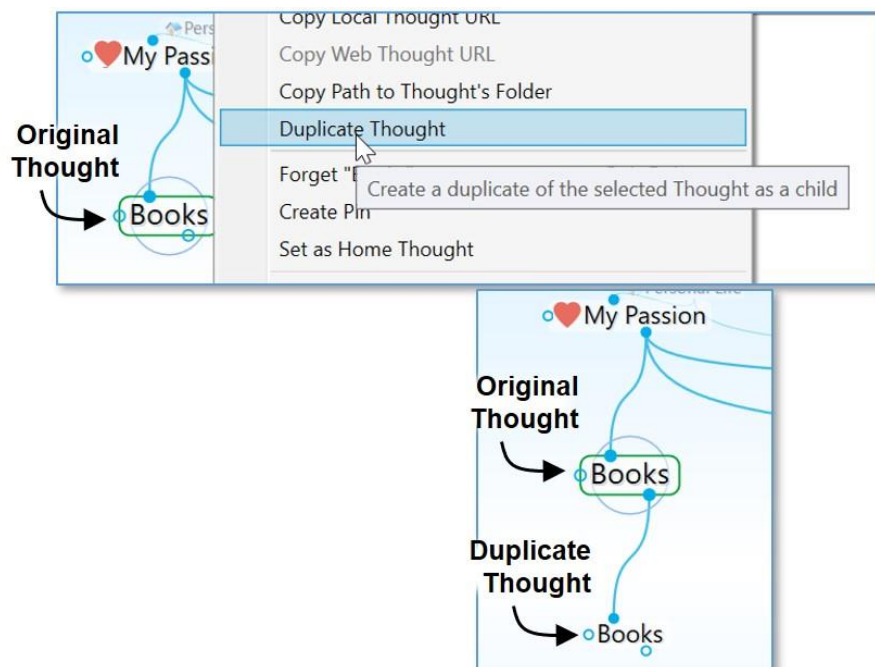 Copy Local Thought URL
My Passi
Copy Web Thought URL
Copy Path to Thought's Folder
Original
Thought
Duplicate Thought
Forget
Create a duplicate of the selected Thought as a child
Books
Create Pin
Set as Home Thought
Personal Life
My Passion
Original
Thought
Books
Duplicate
Thought
Books